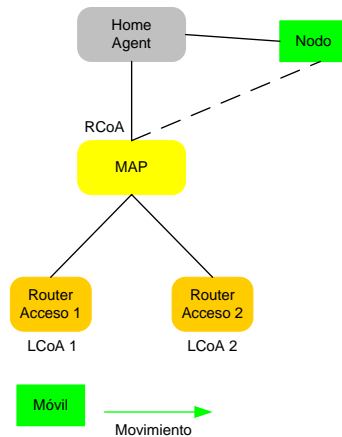 Home
Agent
Nodo
RCoA
MAP
Router
Acceso 1
Router
Acceso 2
LCoA 1
LCoA 2
Móvil
Movimiento